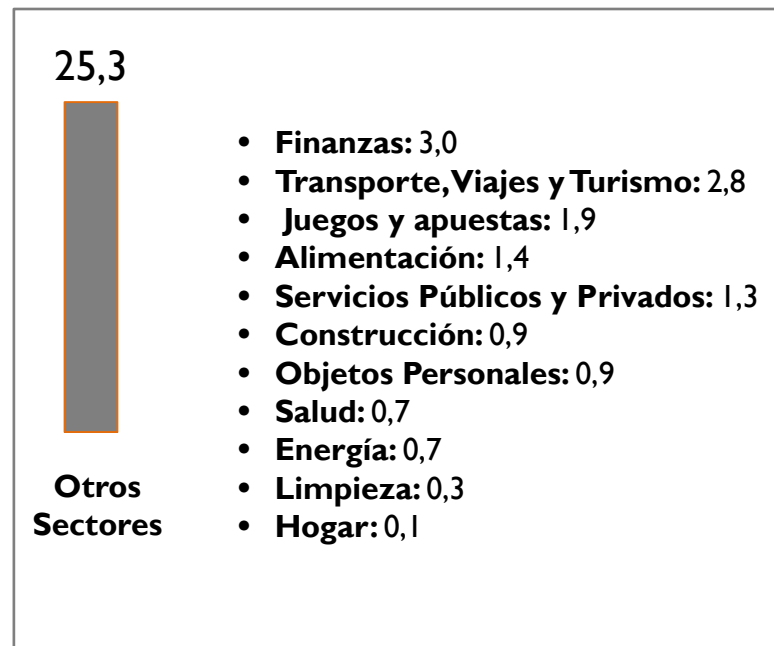 25,3
• Finanzas: 3,0
• Transporte, Viajes y Turismo: 2,8
• Juegos y apuestas: 1,9
• Alimentación: 1,4
• Servicios Públicos y Privados: 1,3
• Construcción: 0,9
• Objetos Personales: 0,9
• Salud: 0,7
• Energía: 0,7
• Limpieza: 0,3
• Hogar: 0,1
Otros
Sectores